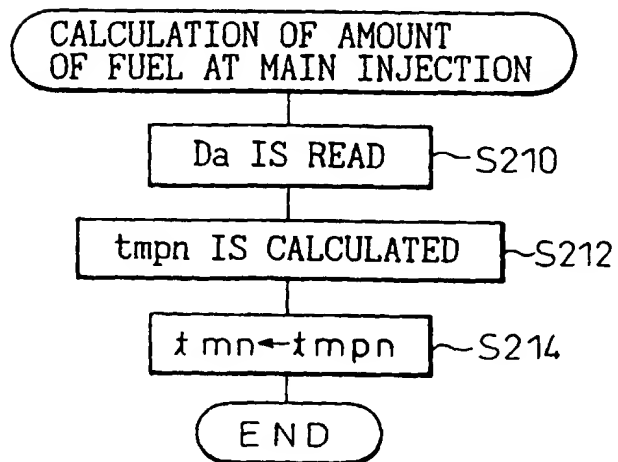 CALCULATION OF AMOUNT
OF FUEL AT MAIN INJECTION
Da IS READ
S210
tmpn IS CALCULATED
S212
tmn←tmpn
S214
END